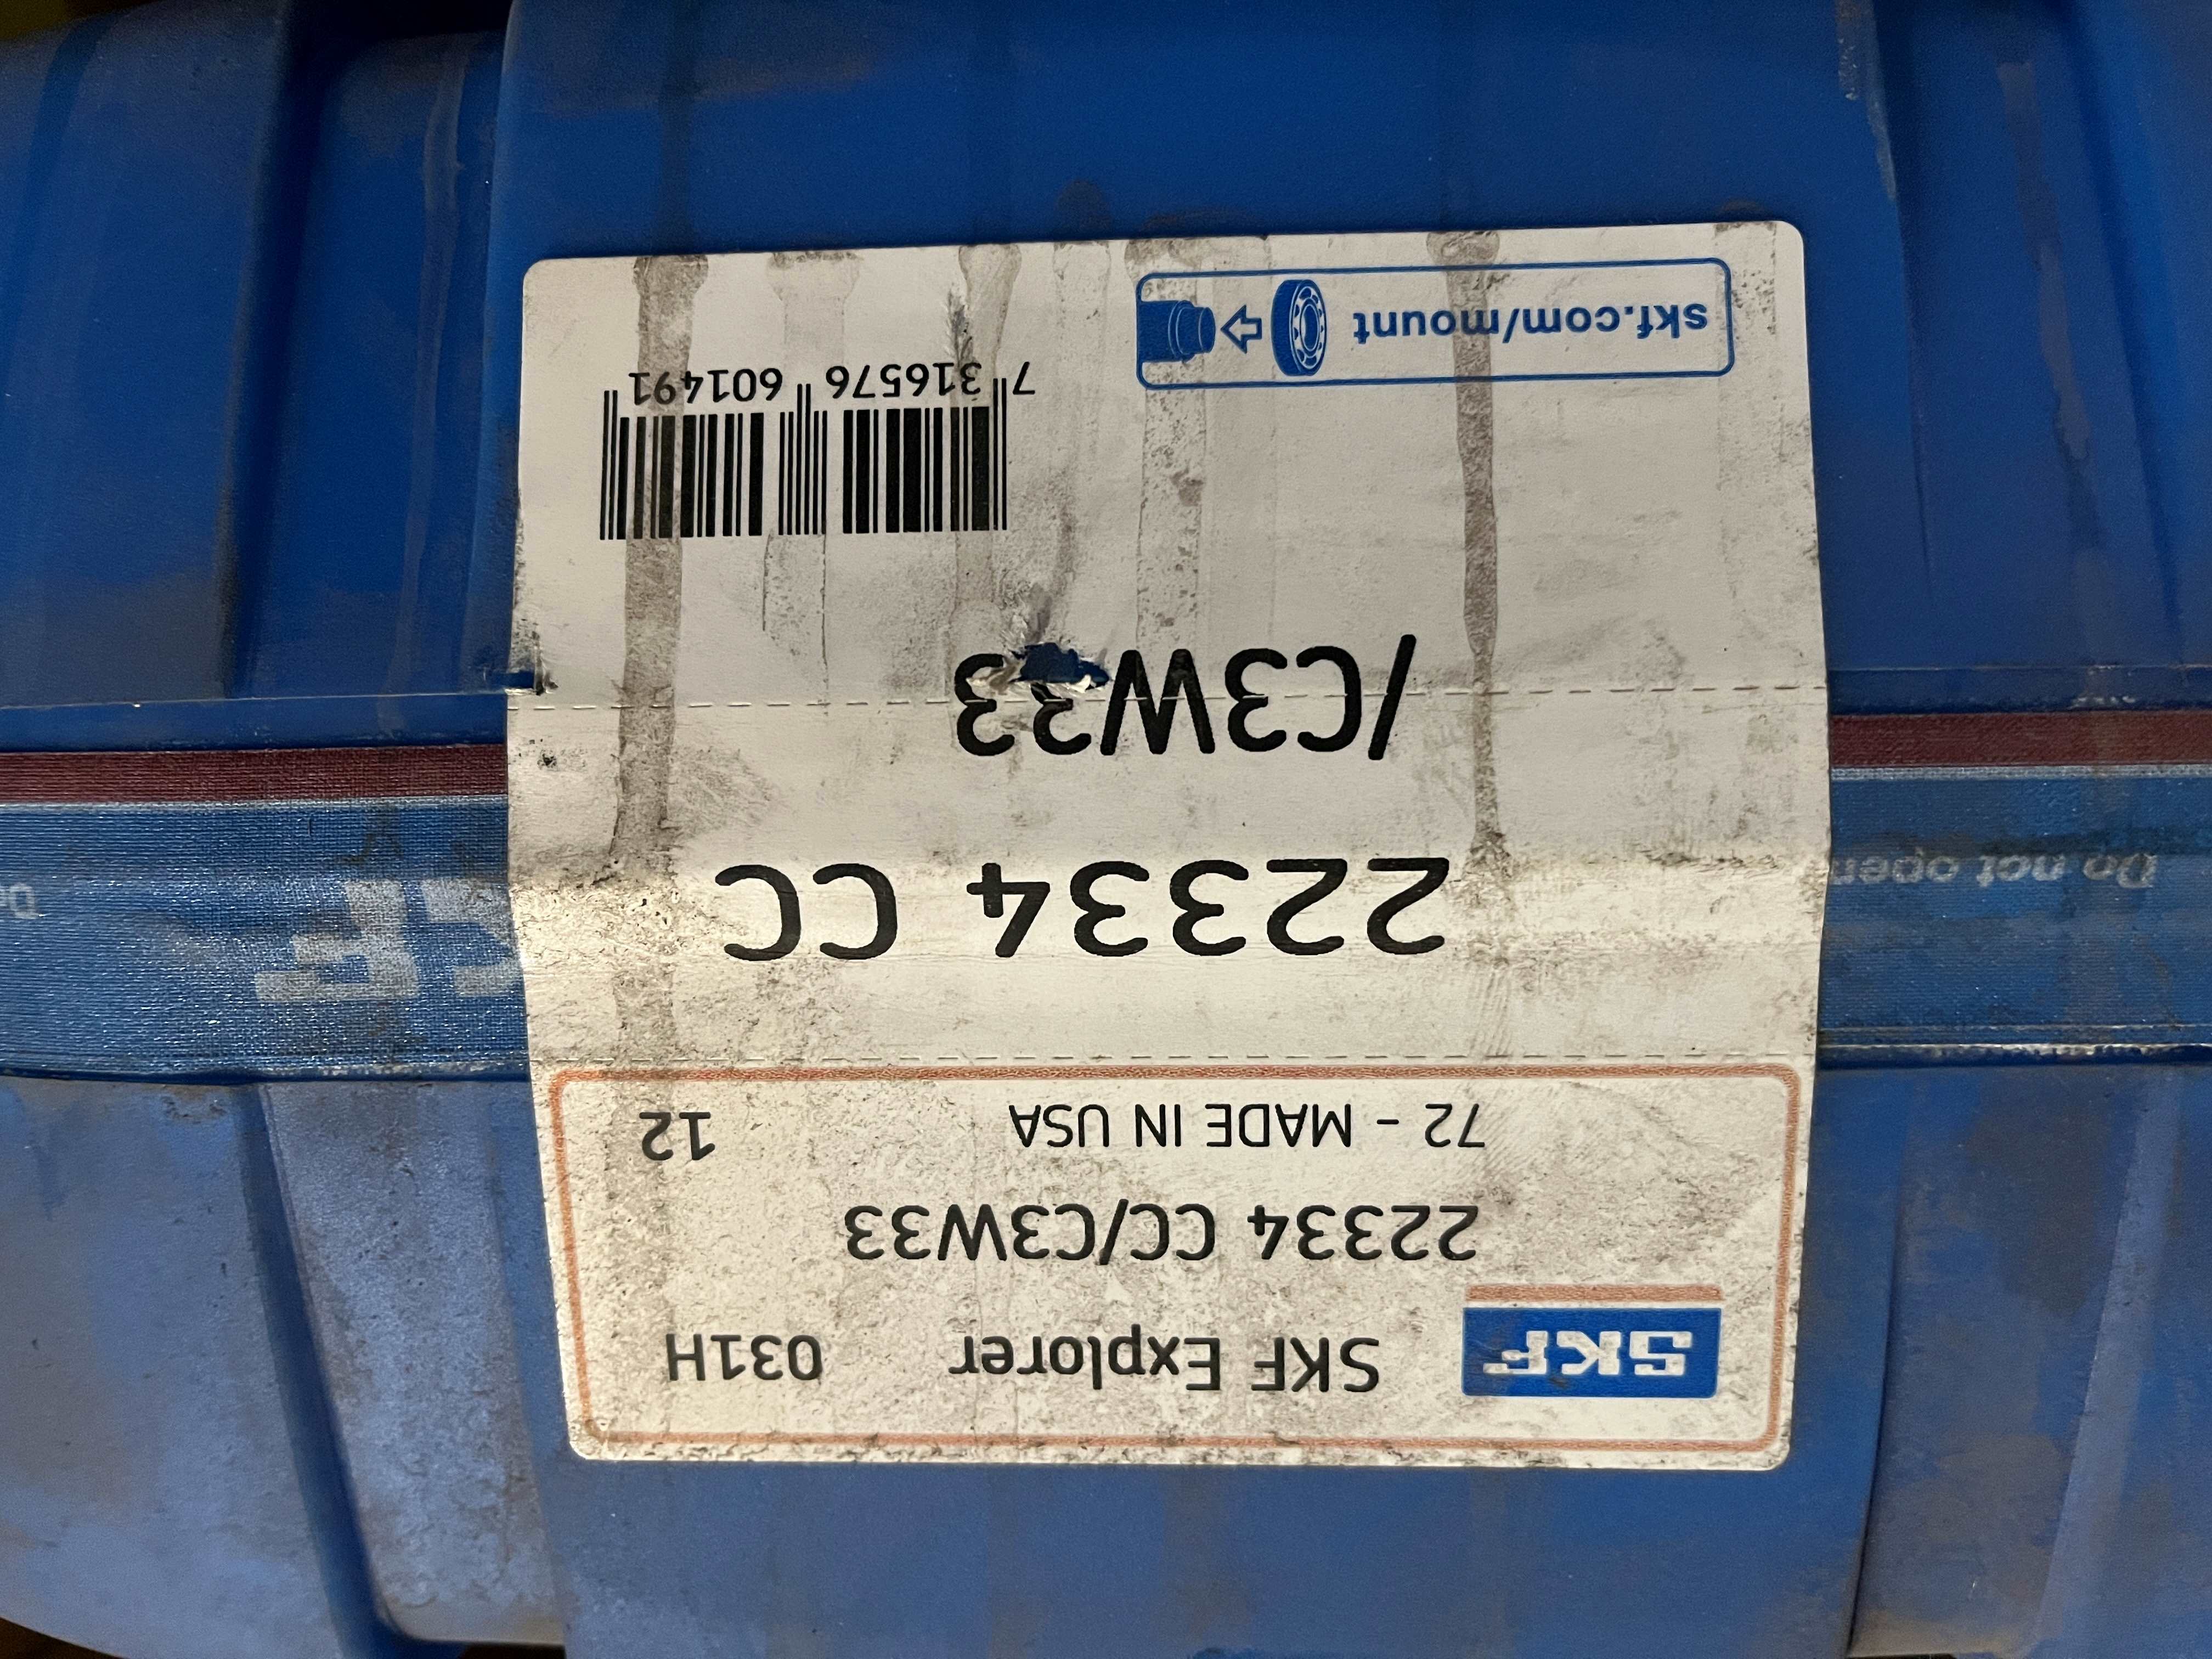 SKF SKF Explorer 031H
22334 CC/C3W33
72 - MADE IN USA 12
22334 CC
/C3W33
7 316576 601491
skf.com/mount
Do not open